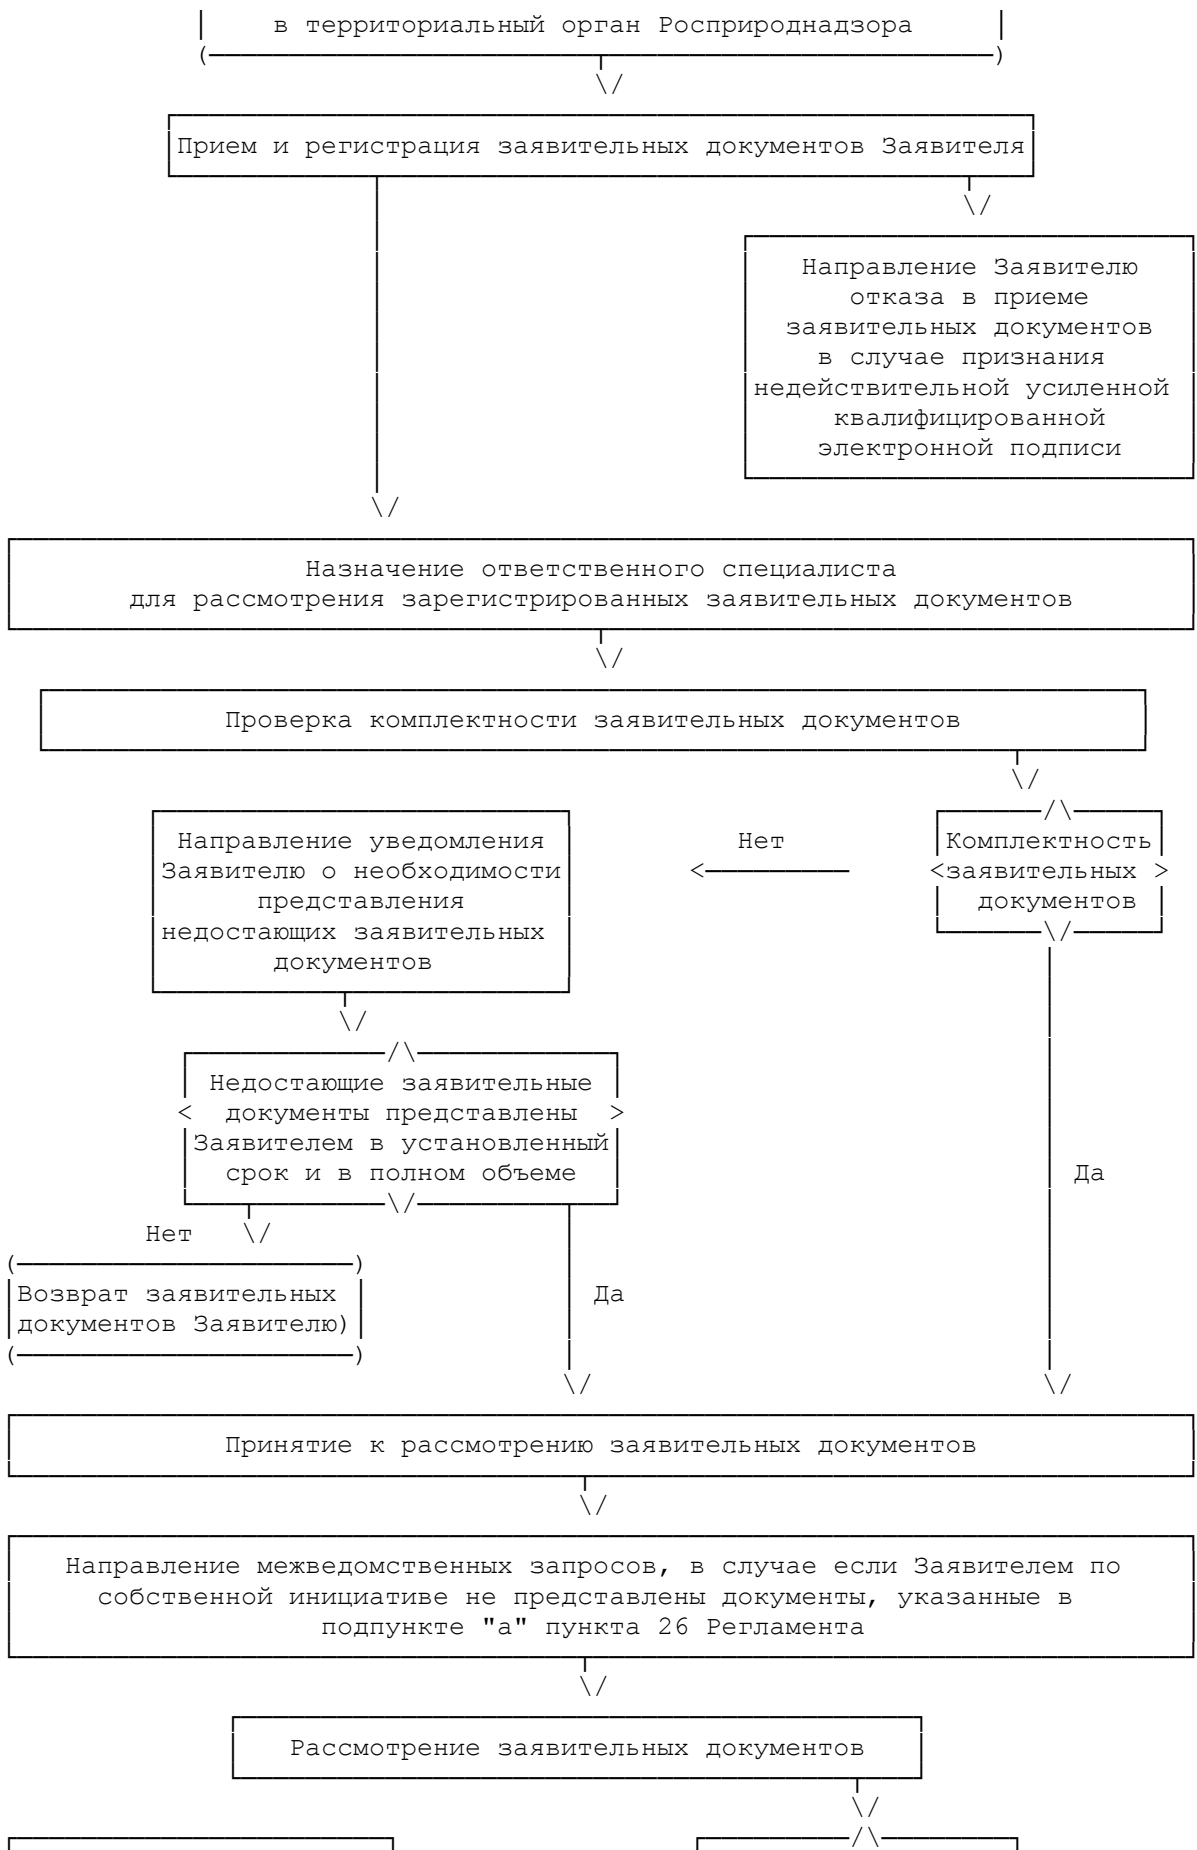 в территориальный орган Росприроднадзора
Прием и регистрация заявительных документов Заявителя
Направление Заявителю
отказа в приеме
заявительных документов
в случае признания
недействительной усиленной
квалифицированной
электронной подписи
Назначение ответственного специалиста
для рассмотрения зарегистрированных заявительных документов
Проверка комплектности заявительных документов
Направление уведомления
Заявителю о необходимости
представления
недостающих заявительных
документов
Нет
Комплектность
заявительных
документов
Недостающие заявительные
документы представлены
Заявителем в установленный
срок и в полном объеме
Да
Нет
Возврат заявительных
документов Заявителю)
Да
Принятие к рассмотрению заявительных документов
Направление межведомственных запросов, в случае если Заявителем по
собственной инициативе не представлены документы, указанные в
подпункте "а" пункта 26 Регламента
Рассмотрение заявительных документов